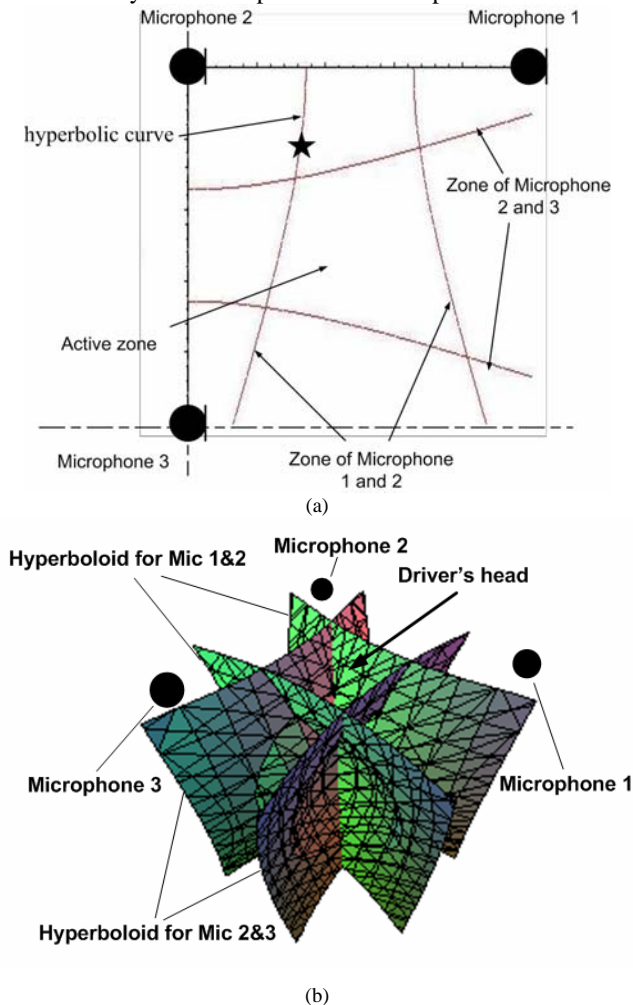 Microphone 2
Microphone 1
hyperbolic curve
Zone of Microphone
2 and 3
Active zone
Microphone 3
Zone of Microphone
1 and 2
(a)
Microphone 2
Hyperboloid for Mic 1&2
Driver's head
Microphone 3
Microphone 1
Hyperboloid for Mic 2&3
(b)